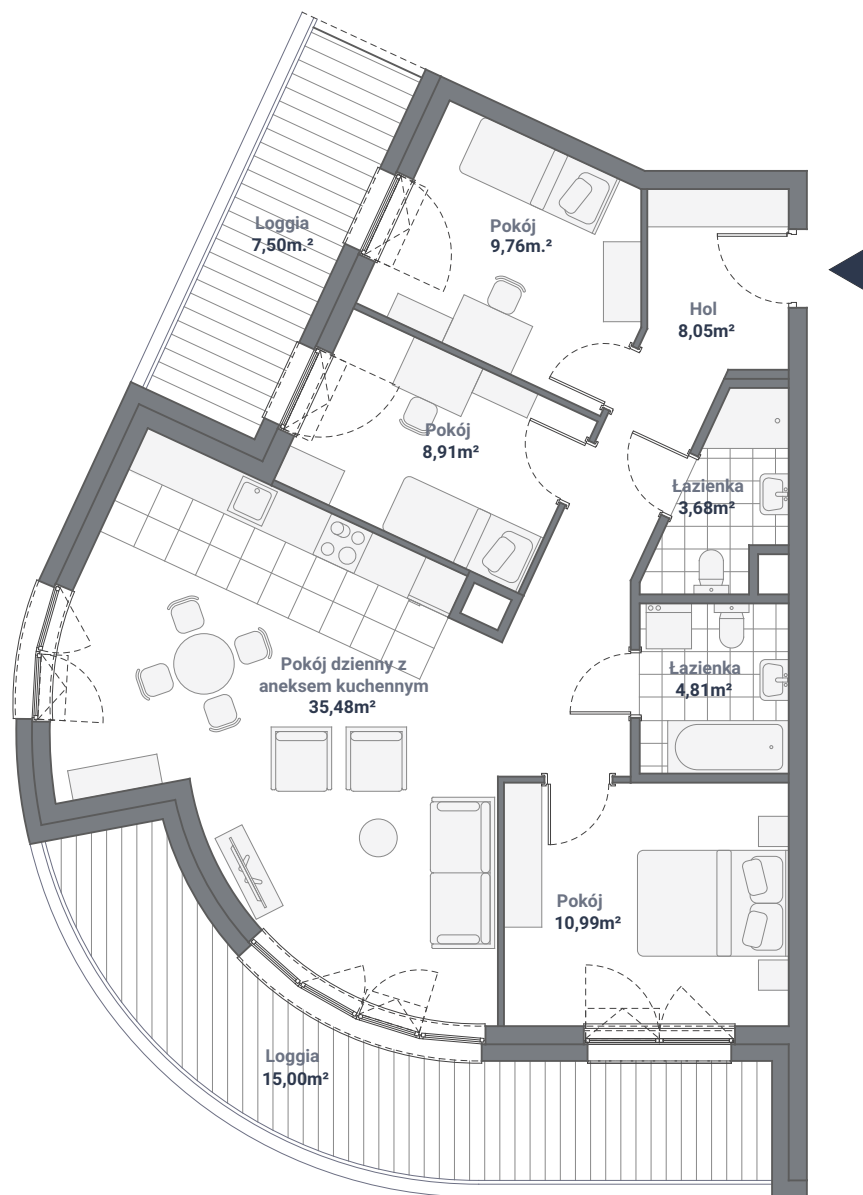 Loggia
7,50m.²
Pokój
9,76m.²
Hol
8,05m²
Pokój
8,91m²
Łazienka
3,68m²
Pokój dzienny z
aneksem kuchennym
35,48m²
Łazienka
4,81m²
Pokój
10,99m²
Loggia
15,00m²